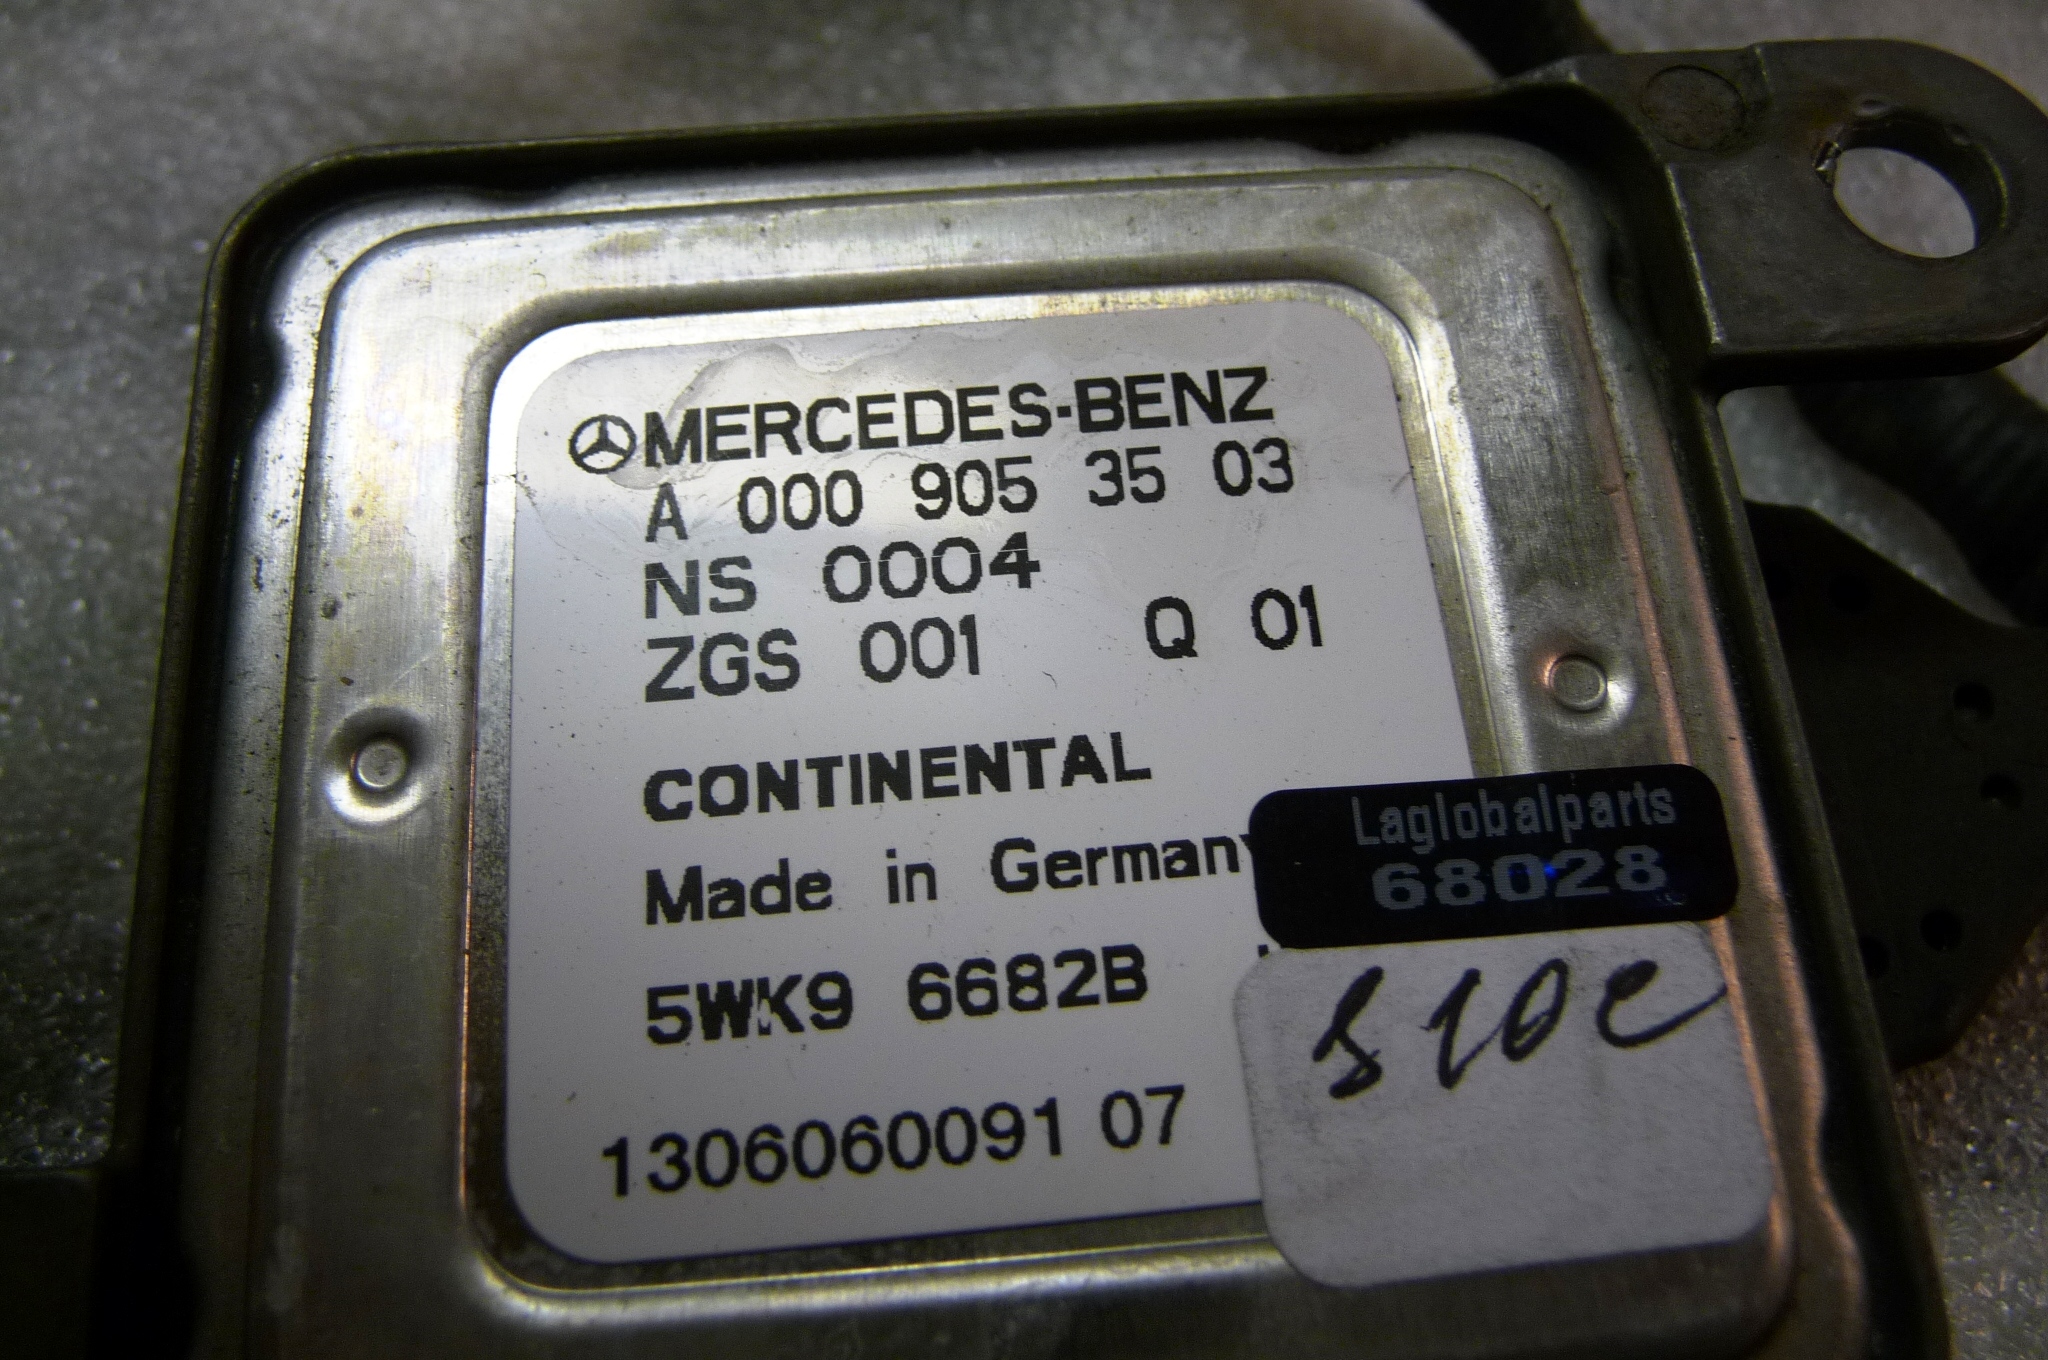 MERCEDES-BENZ
A 000 905 35 03
NS 0004
ZGS 001 Q 01
CONTINENTAL
Made in Germany
5WK9 6682B
1306060091 07
Laglobalparts
68028